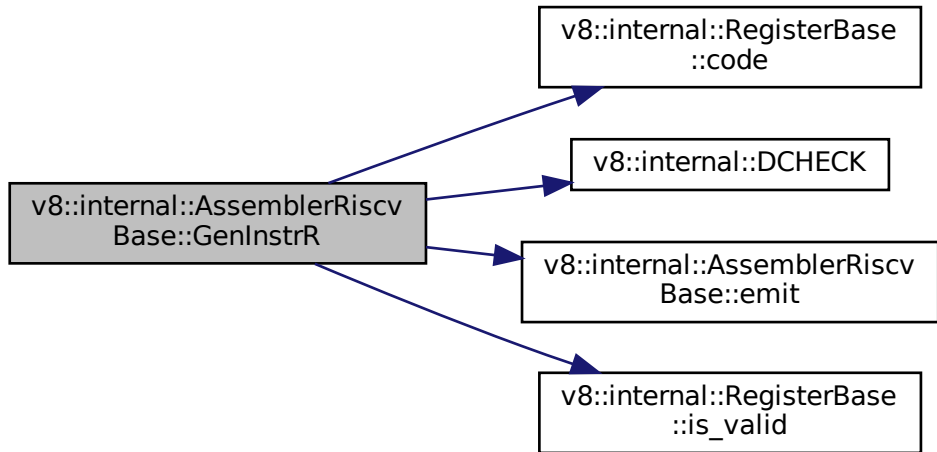 v8::internal::AssemblerRiscv
Base::GenInstrR
v8::internal::RegisterBase
::code
v8::internal::DCHECK
v8::internal::AssemblerRiscv
Base::emit
v8::internal::RegisterBase
::is_valid